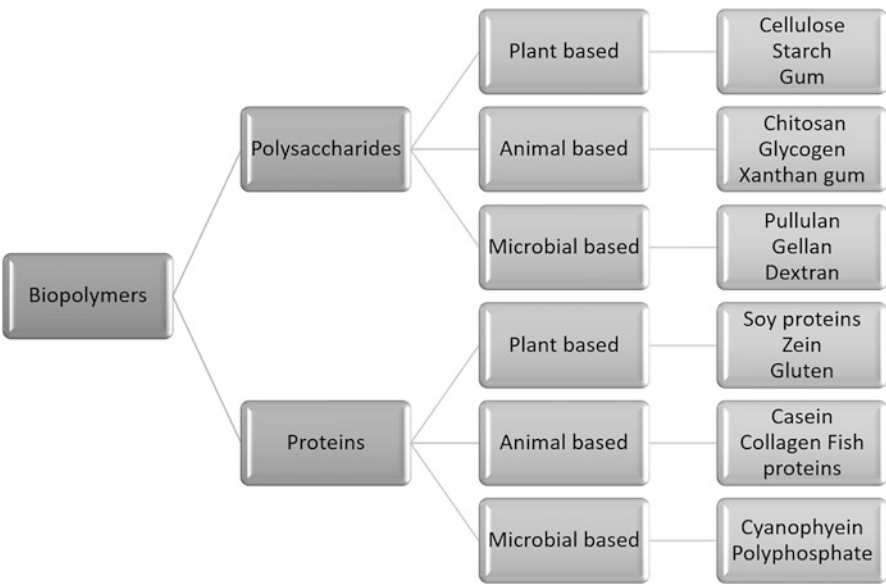 Biopolymers
Polysaccharides
Plant based
Cellulose
Starch
Gum
Animal based
Chitosan
Glycogen
Xanthan gum
Microbial based
Pullulan
Gellan
Dextran
Proteins
Plant based
Soy proteins
Zein
Gluten
Animal based
Casein
Collagen Fish
proteins
Microbial based
Cyanophyein
Polyphosphate